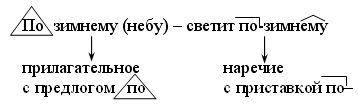 По зимнему (небу) – светит по-зимнему
прилагательное наречие
с предлогом по с приставкой по-